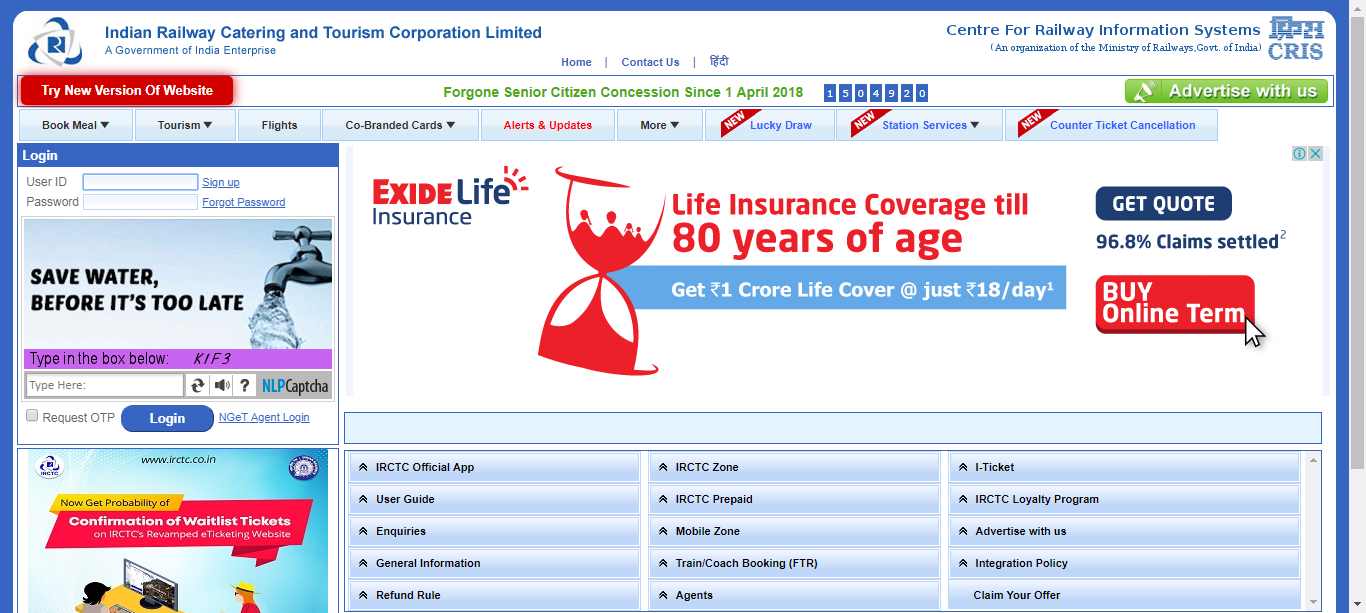 Indian Railway Catering and Tourism Corporation Limited
A Government of India Enterprise
Centre For Railway Information Systems
(An organization of the Ministry of Railways,Govt. of India)
CRIS
Home | Contact Us | हिंदी
Try New Version Of Website
Forgone Senior Citizen Concession Since 1 April 2018
1 5 0 4 9 2 0
Advertise with us
Book Meal
Tourism
Flights
Co-Branded Cards
Alerts & Updates
More
NEW Lucky Draw
NEW Station Services
NEW Counter Ticket Cancellation
Login
User ID
Sign up
Password
Forgot Password
SAVE WATER,
BEFORE IT'S TOO LATE
Type in the box below: K1F3
Type Here:
? NLPCaptcha
Request OTP
Login
NGeT Agent Login
EXIDE Life
Insurance
Life Insurance Coverage till
80 years of age
Get ₹1 Crore Life Cover @ just ₹18/day1
GET QUOTE
96.8% Claims settled2
BUY
Online Term
www.irctc.co.in
IRCTC
Now Get Probability of
Confirmation of Waitlist Tickets
on IRCTC's Revamped eTicketing Website
IRCTC Official App
IRCTC Zone
I-Ticket
User Guide
IRCTC Prepaid
IRCTC Loyalty Program
Enquiries
Mobile Zone
Advertise with us
General Information
Train/Coach Booking (FTR)
Integration Policy
Refund Rule
Agents
Claim Your Offer